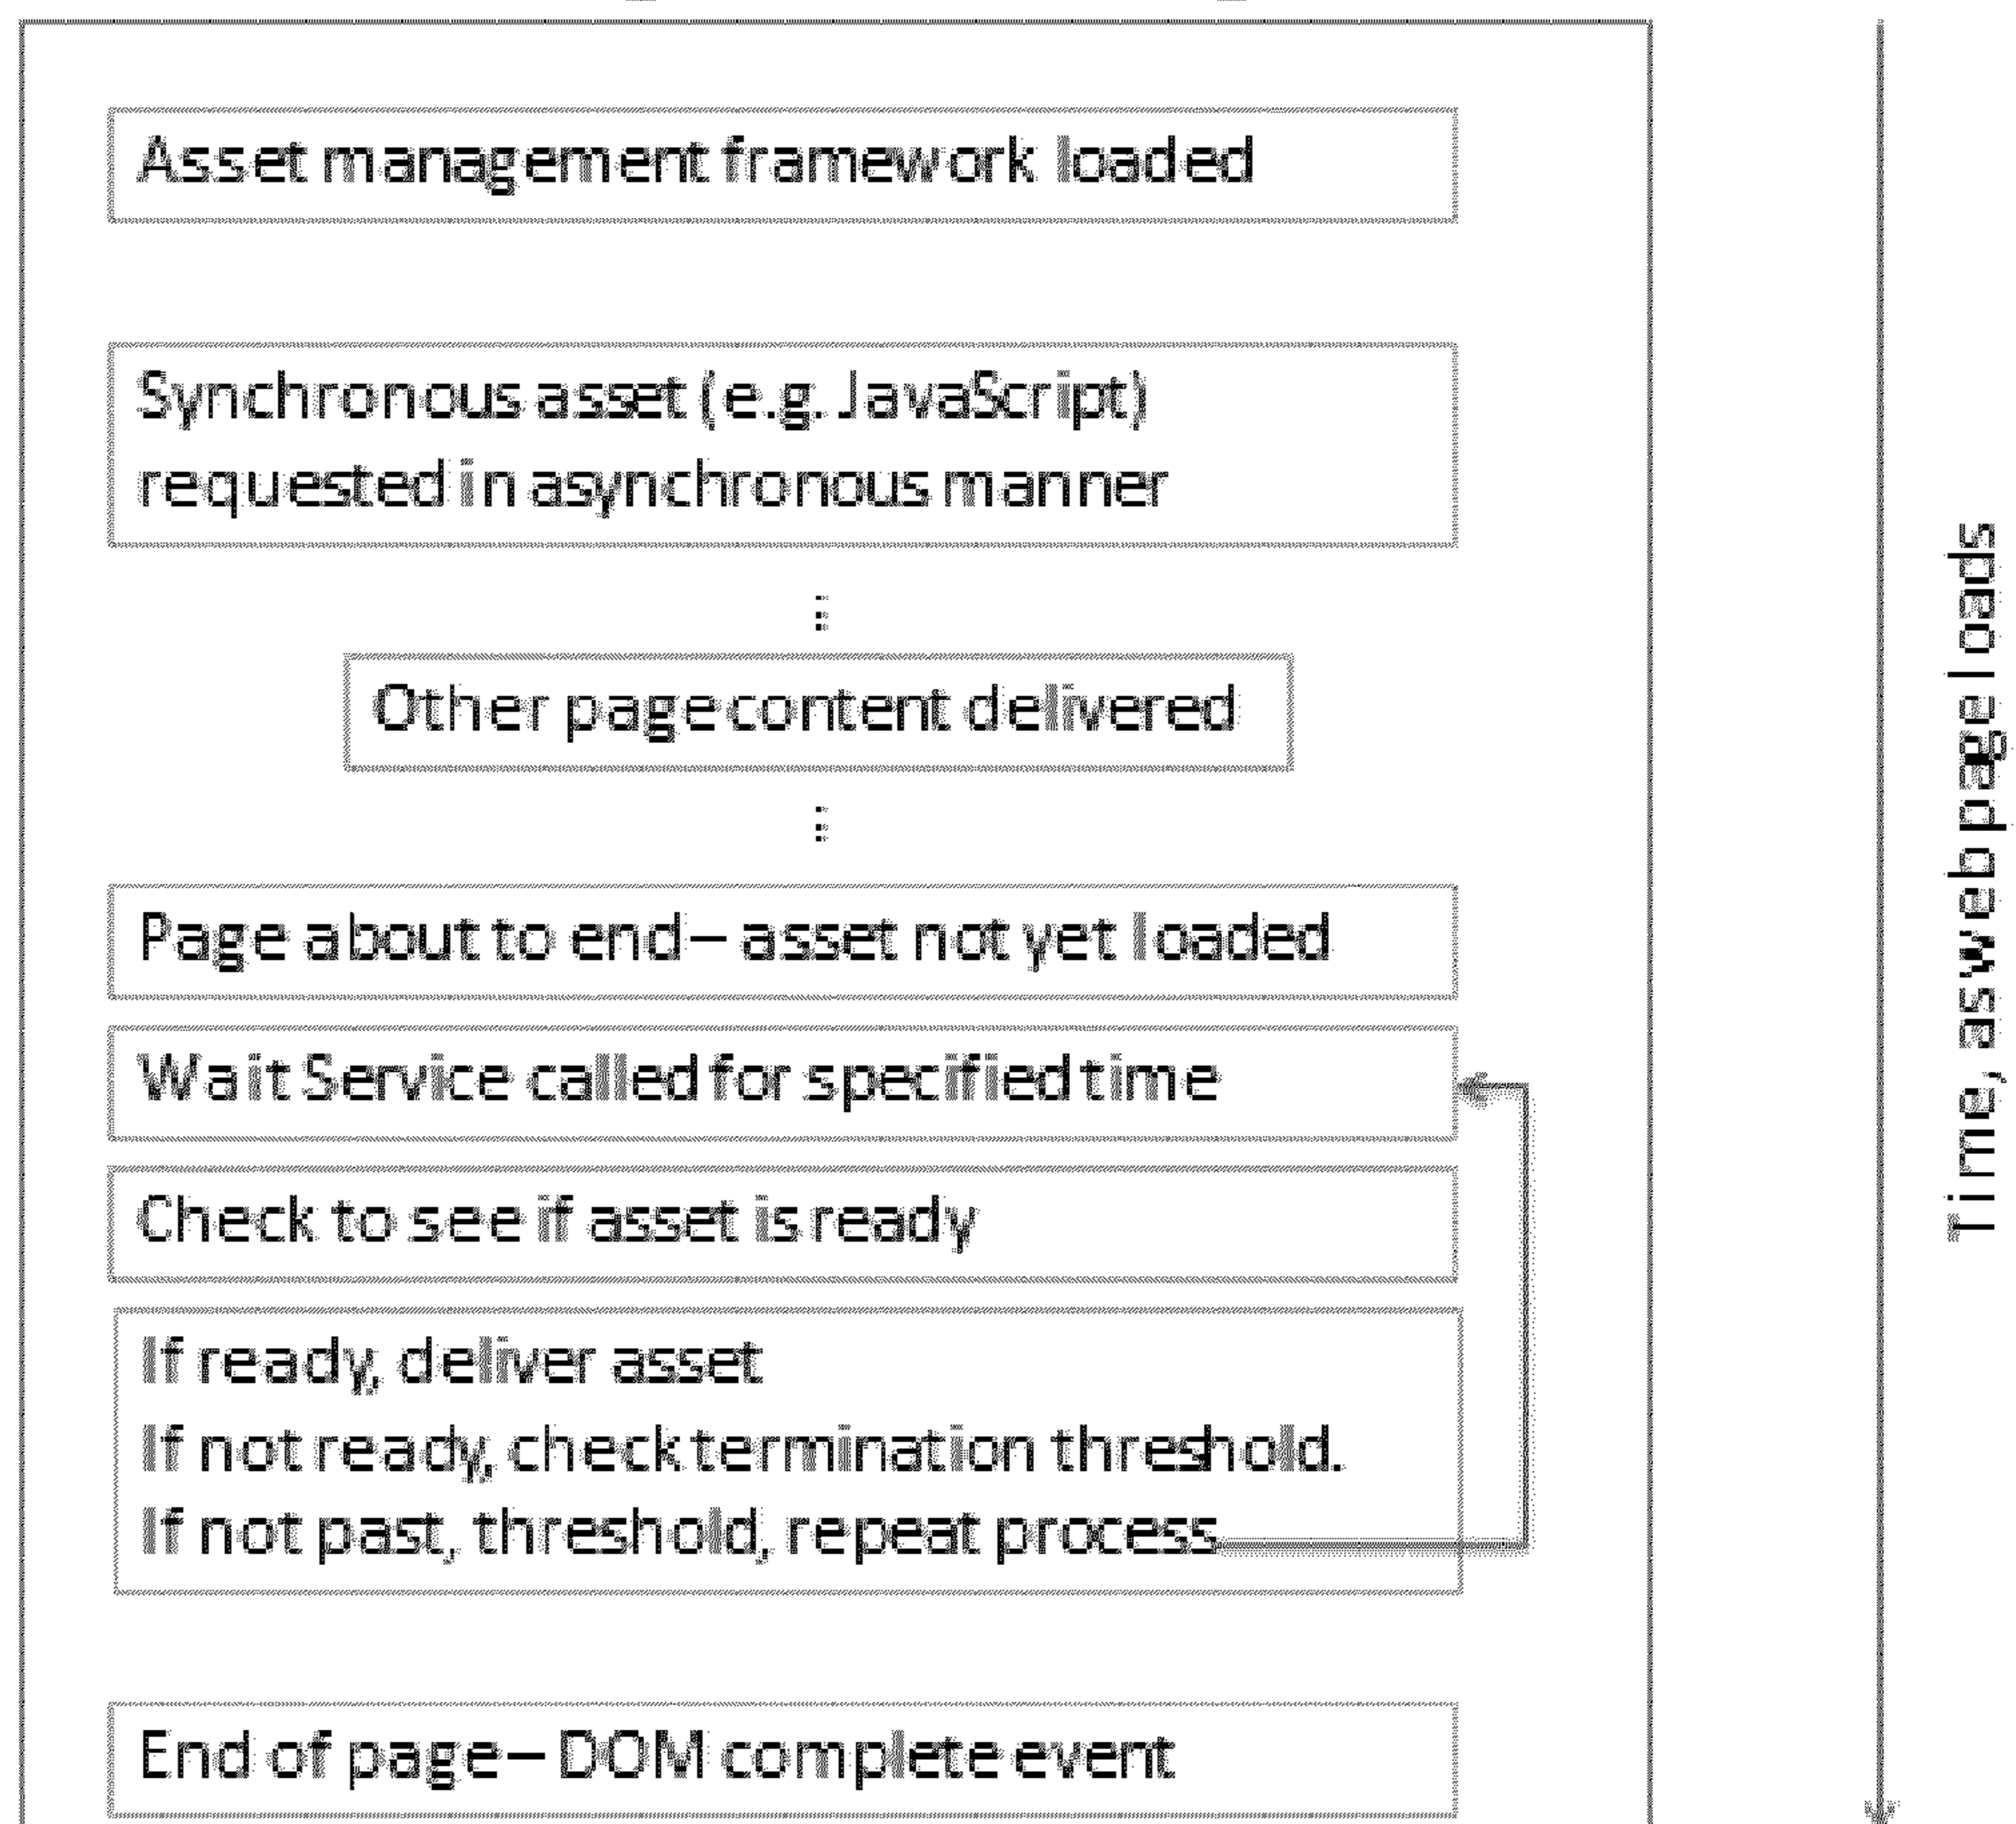 Asset management framework loaded
Synchronous asset (e.g. JavaScript)
requested in asynchronous manner
Other page content delivered
Page about to end – asset not yet loaded
Wait Service called for specified time
Check to see if asset is ready
If ready, deliver asset
If not ready, check termination threshold.
If not past, threshold, repeat process
End of page – DOM complete event
Time, as web page loads